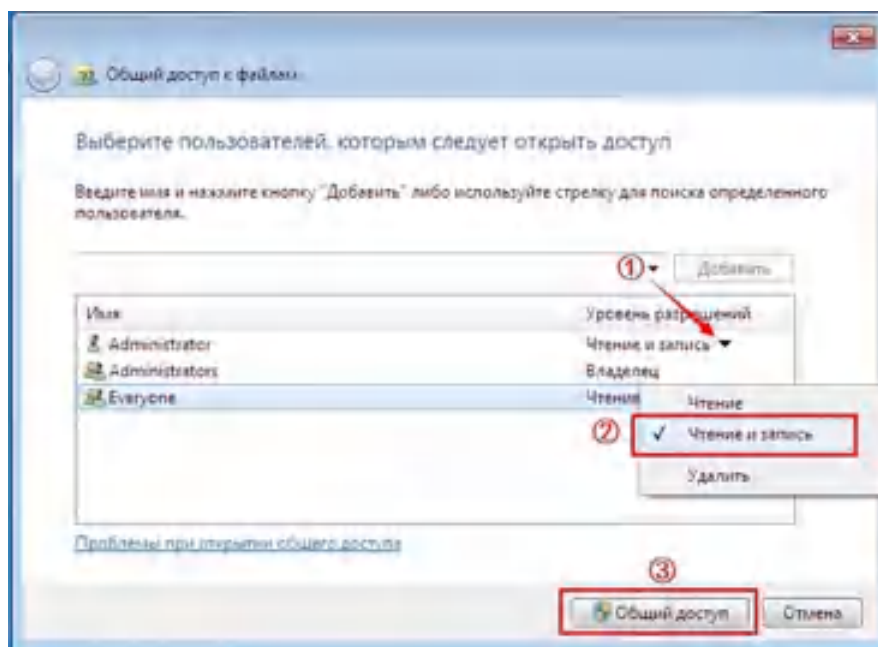 Общий доступ к файлам
Выберите пользователей, которым следует открыть доступ
Введите имя и нажмите кнопку "Добавить" либо используйте стрелку для поиска определенного
пользователя.
① Добавить
Имя Уровень разрешений
Administrator Чтение и запись
Administrators Владелец
Everyone Чтение
Чтение
② ✓ Чтение и запись
Удалить
Проблемы при открытии общего доступа
③
Общий доступ Отмена